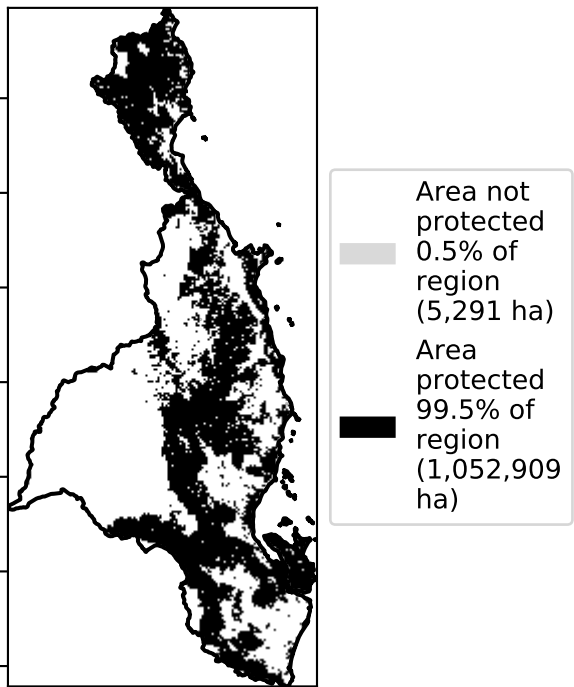 Area not
protected
0.5% of
region
(5,291 ha)
Area
protected
99.5% of
region
(1,052,909
ha)